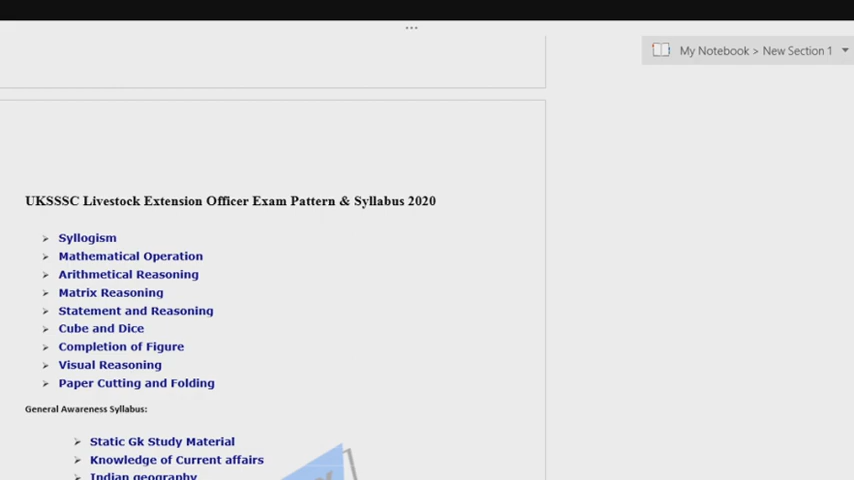 ...
My Notebook > New Section 1
UKSSSC Livestock Extension Officer Exam Pattern & Syllabus 2020
➢ Syllogism
➢ Mathematical Operation
➢ Arithmetical Reasoning
➢ Matrix Reasoning
➢ Statement and Reasoning
➢ Cube and Dice
➢ Completion of Figure
➢ Visual Reasoning
➢ Paper Cutting and Folding
General Awareness Syllabus:
➢ Static Gk Study Material
➢ Knowledge of Current affairs
➢ Indian geography